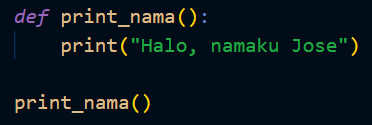 def print_nama():
    print("Halo, namaku Jose")

print_nama()